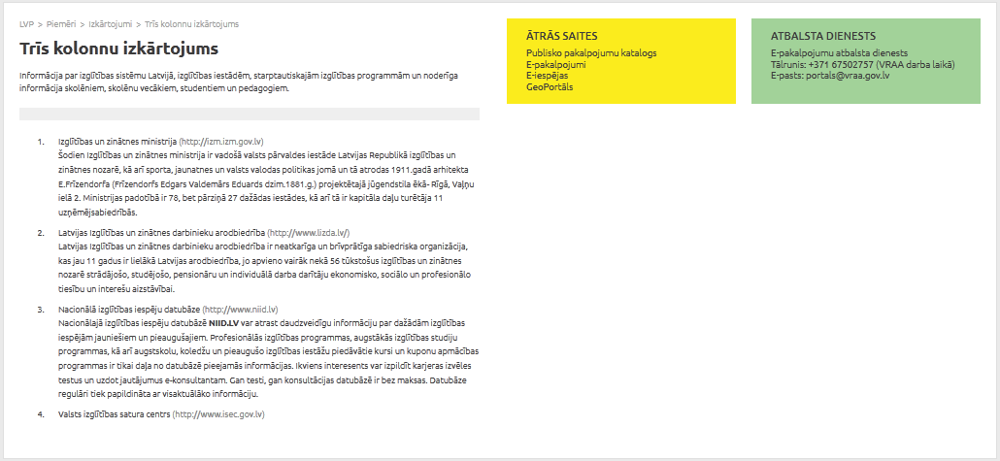 LVP > Piemēri > Izkārtojumi > Trīs kolonnu izkārtojums
Trīs kolonnu izkārtojums
Informācija par izglītības sistēmu Latvijā, izglītības iestādēm, starptautiskajām izglītības programmām un noderīga
informācija skolēniem, skolēnu vecākiem, studentiem un pedagogiem.
1. Izglītības un zinātnes ministrija (http://izm.izm.gov.lv)
Šodien Izglītības un zinātnes ministrija ir vadošā valsts pārvaldes iestāde Latvijas Republikā izglītības un
zinātnes nozarē, kā arī sporta, jaunatnes un valsts valodas politikas jomā un tā atrodas 1911.gadā arhitekta
E.Frīzendorfa (Frīzendorfs Edgars Valdemārs Eduards dzim.1881.g.) projektētajā jūgendstila ēkā- Rīgā, Vaļņu
ielā 2. Ministrijas padotībā ir 78, bet pārziņā 27 dažādas iestādes, kā arī tā ir kapitāla daļu turētāja 11
uzņēmējsabiedrībās.
2. Latvijas Izglītības un zinātnes darbinieku arodbiedrība (http://www.lizda.lv/)
Latvijas Izglītības un zinātnes darbinieku arodbiedrība ir neatkarīga un brīvprātīga sabiedriska organizācija,
kas jau 11 gadus ir lielākā Latvijas arodbiedrība, jo apvieno vairāk nekā 56 tūkstošus izglītības un zinātnes
nozarē strādājošo, studējošo, pensionāru un individuālā darba darītāju ekonomisko, sociālo un profesionālo
tiesību un interešu aizstāvībai.
3. Nacionālā izglītības iespēju datubāze (http://www.niid.lv)
Nacionālajā izglītības iespēju datubāzē NIID.LV var atrast daudzveidīgu informāciju par dažādām izglītības
iespējām jauniešiem un pieaugušajiem. Profesionālās izglītības programmas, augstākās izglītības studiju
programmas, kā arī augstskolu, koledžu un pieaugušo izglītības iestāžu piedāvātie kursi un kuponu apmācības
programmas ir tikai daļa no datubāzē pieejamās informācijas. Ikviens interesents var izpildīt karjeras izvēles
testus un uzdot jautājumus e-konsultantam. Gan testi, gan konsultācijas datubāzē ir bez maksas. Datubāze
regulāri tiek papildināta ar visaktuālāko informāciju.
4. Valsts izglītības satura centrs (http://www.isec.gov.lv)
ĀTRĀS SAITES
Publisko pakalpojumu katalogs
E-pakalpojumi
E-iespējas
GeoPortāls
ATBALSTA DIENESTS
E-pakalpojumu atbalsta dienests
Tālrunis: +371 67502757 (VRAA darba laikā)
E-pasts: portals@vraa.gov.lv